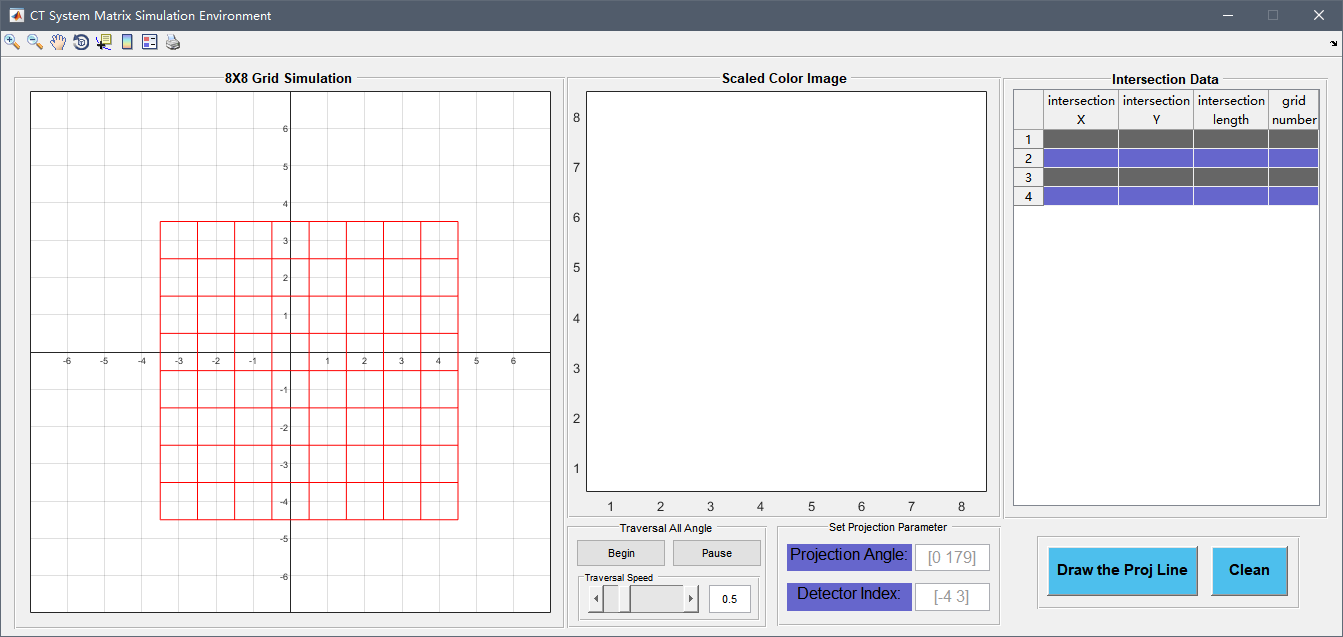 CT System Matrix Simulation Environment
8X8 Grid Simulation
6
5
4
3
2
1
-6 -5 -4 -3 -2 -1 1 2 3 4 5 6
-1
-2
-3
-4
-5
-6
Scaled Color Image
8
7
6
5
4
3
2
1
1 2 3 4 5 6 7 8
Traversal All Angle
Begin Pause
Traversal Speed
0.5
Set Projection Parameter
Projection Angle: [0 179]
Detector Index: [-4 3]
Intersection Data
intersection intersection intersection grid
X Y length number
1
2
3
4
Draw the Proj Line Clean